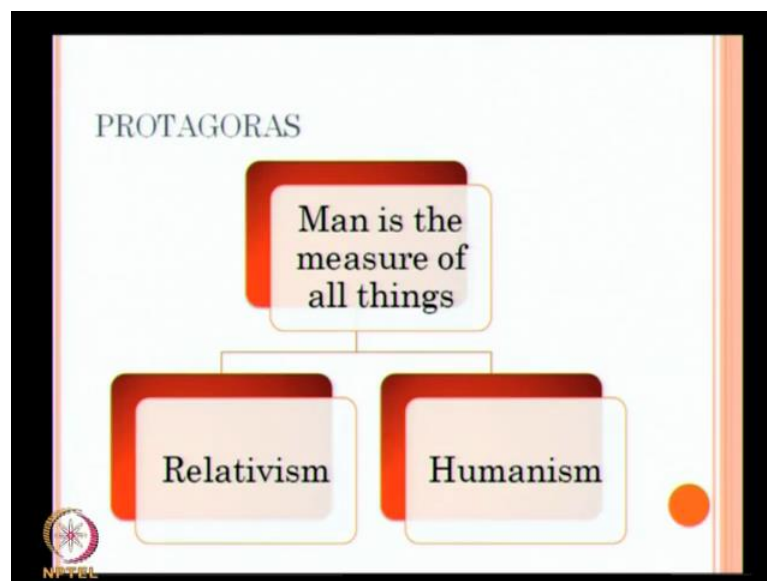 PROTAGORAS
Man is the
measure of
all things
Relativism
Humanism
NPTEL